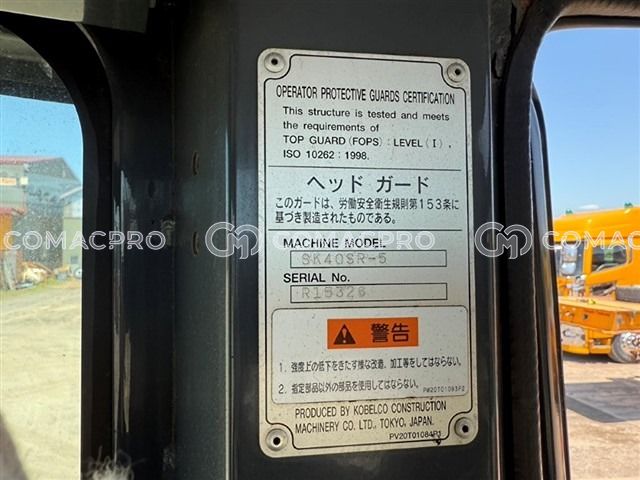 OPERATOR PROTECTIVE GUARDS CERTIFICATION
This structure is tested and meets
the requirements of
TOP GUARD (FOPS) : LEVEL (I) ,
ISO 10262 : 1998.
ヘッド ガード
このガードは、労働安全衛生規則第153条に
基づき製造されたものである。
COMACPRO COMACPRO COMACPRO
MACHINE MODEL
SK40SR-5
SERIAL No.
R15326
警告
1. 強度上の低下をきたす様な改造、加工等をしてはならない。
2. 指定部品以外の部品を使用してはならない。
PW20T01093P2
PRODUCED BY KOBELCO CONSTRUCTION
MACHINERY CO. LTD., TOKYO, JAPAN.
PV20T01084P1